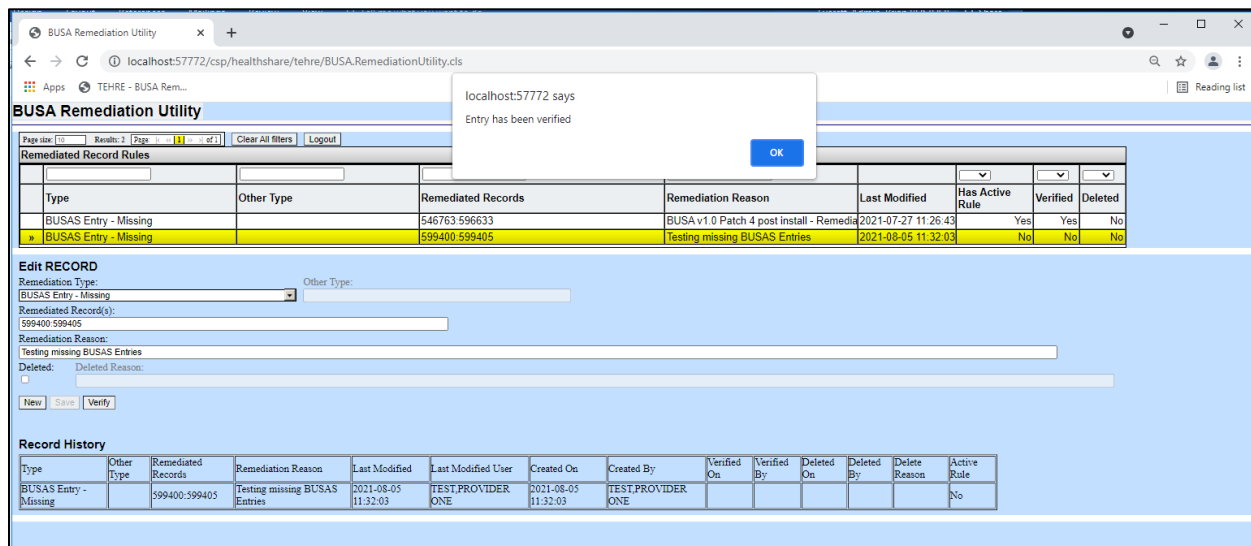 BUSA Remediation Utility
localhost:57772/csp/healthshare/tehre/BUSA.RemediationUtility.cls
Apps TEHRE - BUSA Rem... Reading list
localhost:57772 says
Entry has been verified
OK
BUSA Remediation Utility
Page size: 10 Results: 2 Page: |< << 1 >> >| of 1 Clear All filters Logout
Remediated Record Rules
Type Other Type Remediated Records Remediation Reason Last Modified Has Active Rule Verified Deleted
BUSAS Entry - Missing 546763:596633 BUSA v1.0 Patch 4 post install - Remedia 2021-07-27 11:26:43 Yes Yes No
» BUSAS Entry - Missing 599400:599405 Testing missing BUSAS Entries 2021-08-05 11:32:03 No No No
Edit RECORD
Remediation Type: Other Type:
BUSAS Entry - Missing
Remediated Record(s):
599400:599405
Remediation Reason:
Testing missing BUSAS Entries
Deleted: Deleted Reason:
New Save Verify
Record History
Type Other Type Remediated Records Remediation Reason Last Modified Last Modified User Created On Created By Verified On Verified By Deleted On Deleted By Delete Reason Active Rule
BUSAS Entry - Missing 599400:599405 Testing missing BUSAS Entries 2021-08-05 11:32:03 TEST,PROVIDER ONE 2021-08-05 11:32:03 TEST,PROVIDER ONE No